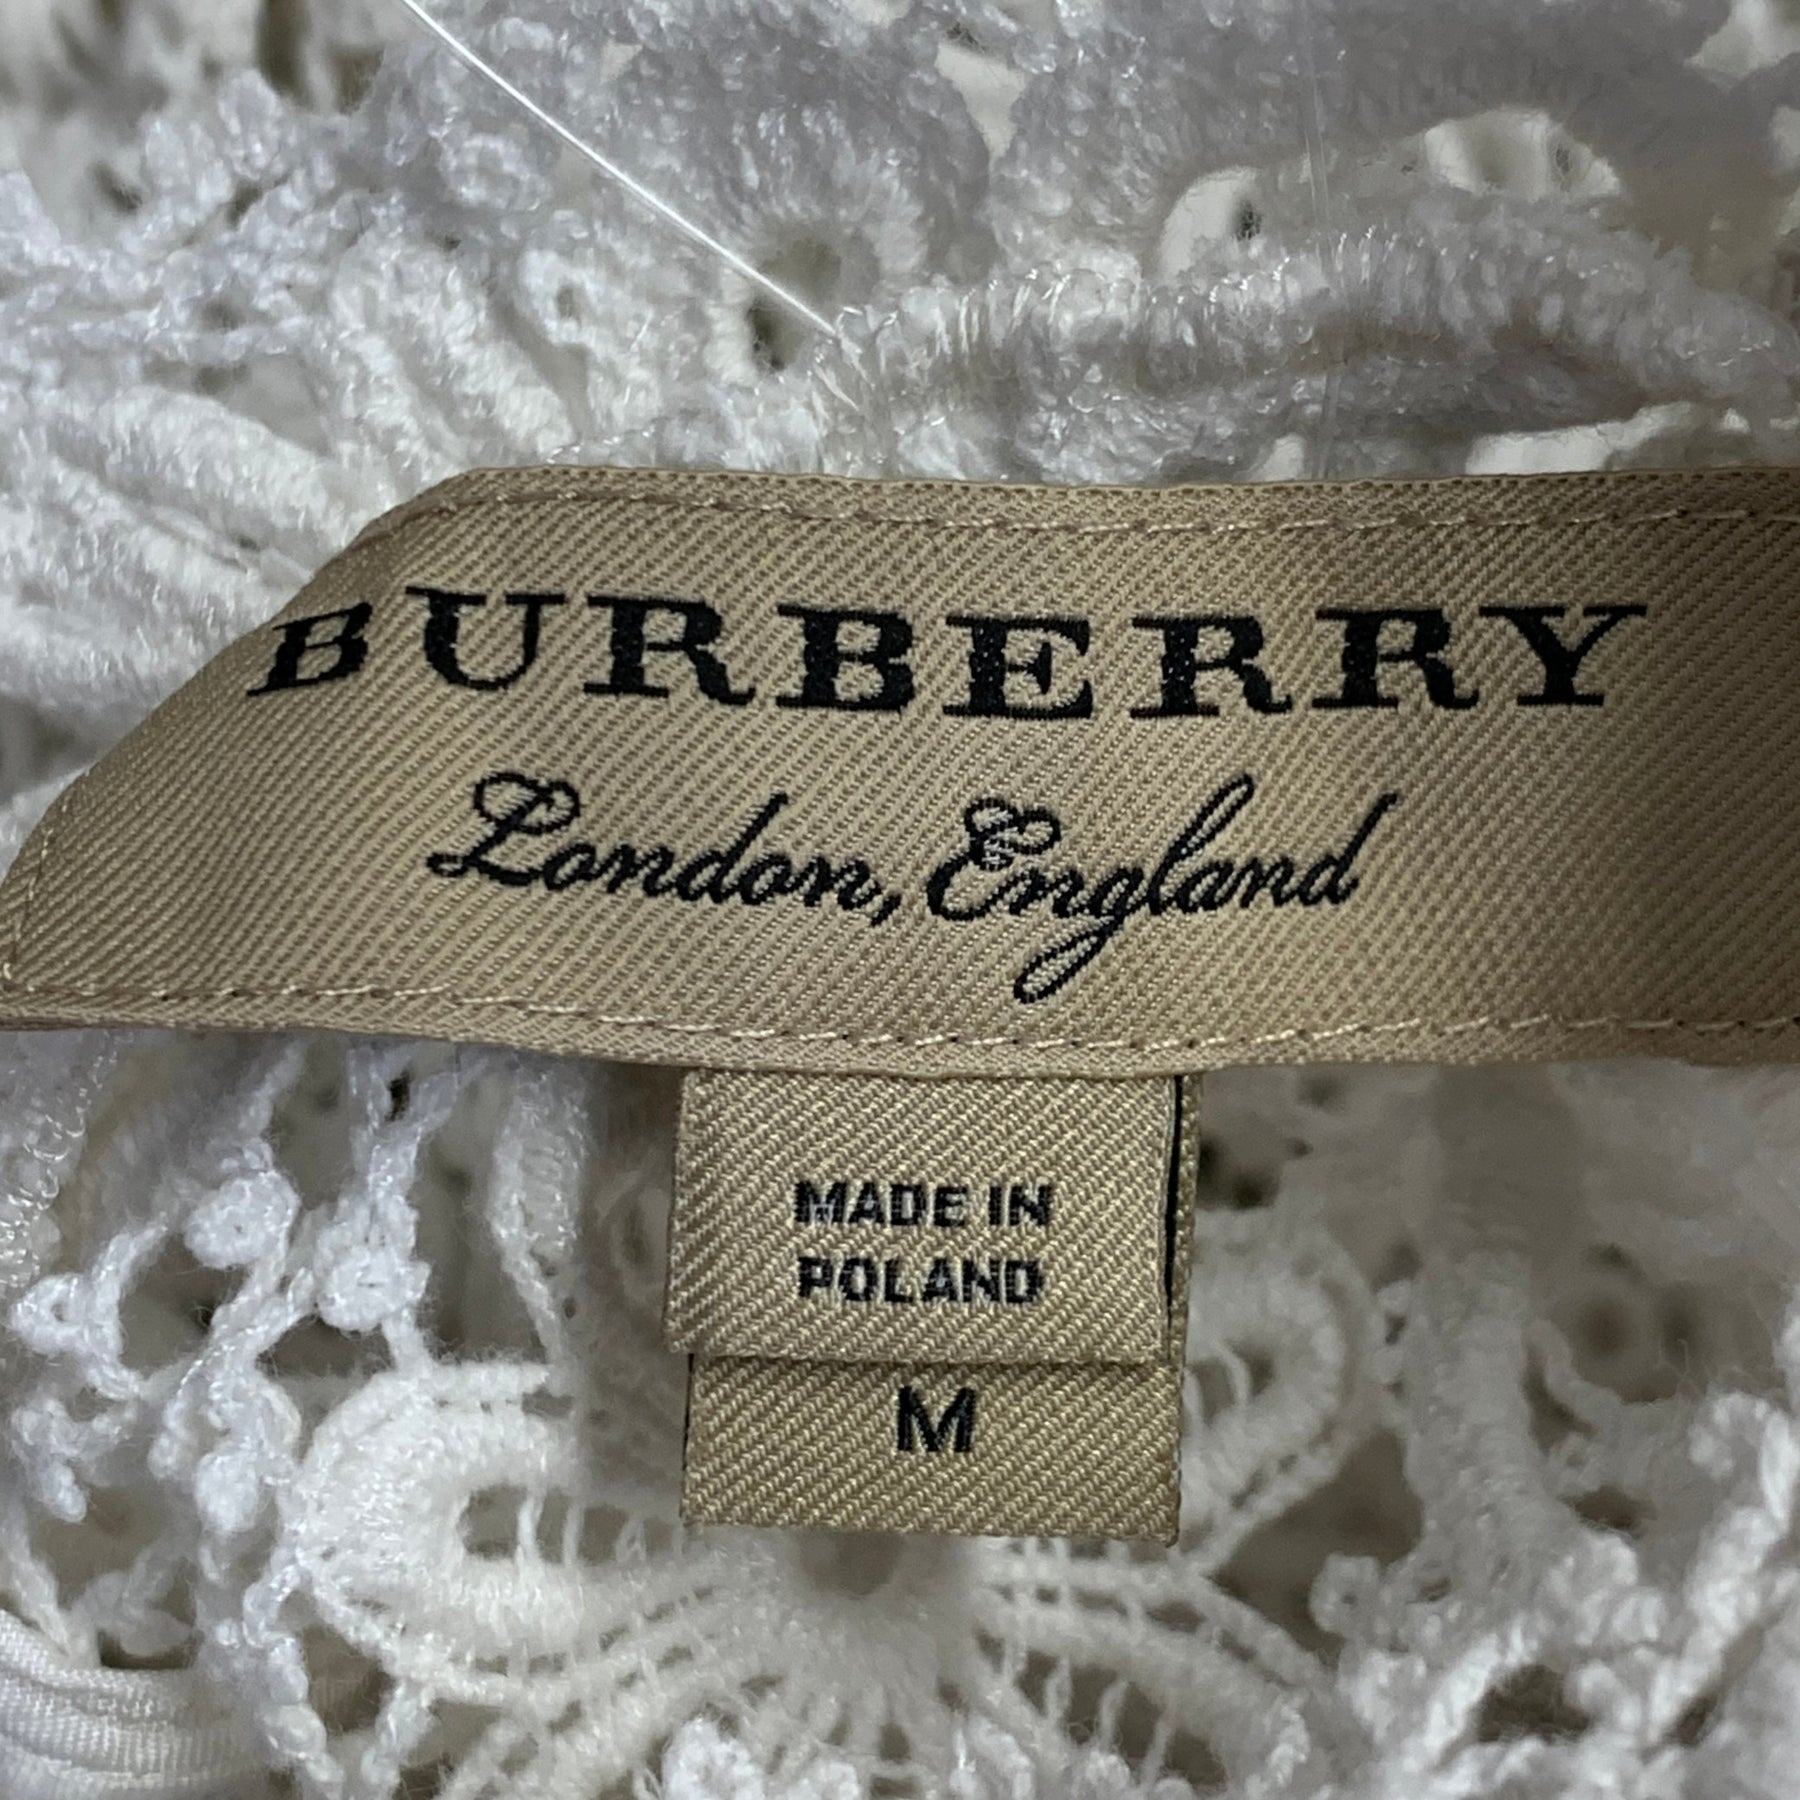 BURBERRY
London, England
MADE IN
POLAND
M